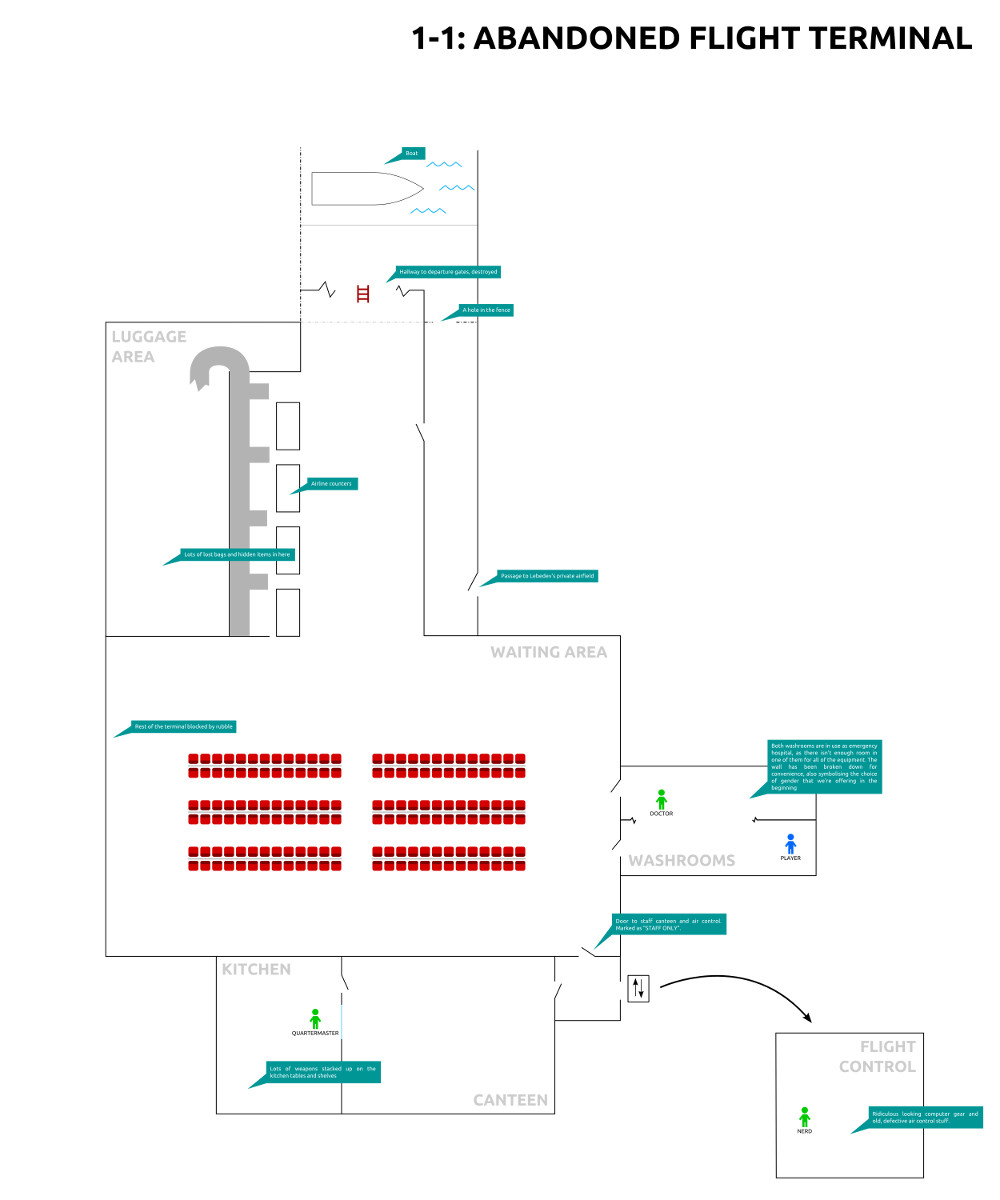 1-1: ABANDONED FLIGHT TERMINAL
Boat
Hallway to departure gates, destroyed
A hole in the fence
LUGGAGE
AREA
Airline counters
Lots of lost bags and hidden items in here
Passage to Lebedev's private airfield
WAITING AREA
Rest of the terminal blocked by rubble
Both washrooms are in use as emergency
hospital, as there isn't enough room in
one of them for all of the equipment. The
wall has been broken down for
convenience, also symbolising the choice
of gender that we're offering in the
beginning
DOCTOR
PLAYER
WASHROOMS
Door to staff canteen and air control.
Marked as "STAFF ONLY".
KITCHEN
QUARTERMASTER
Lots of weapons stacked up on the
kitchen tables and shelves
CANTEEN
FLIGHT
CONTROL
NERD
Ridiculous looking computer gear and
old, defective air control stuff.